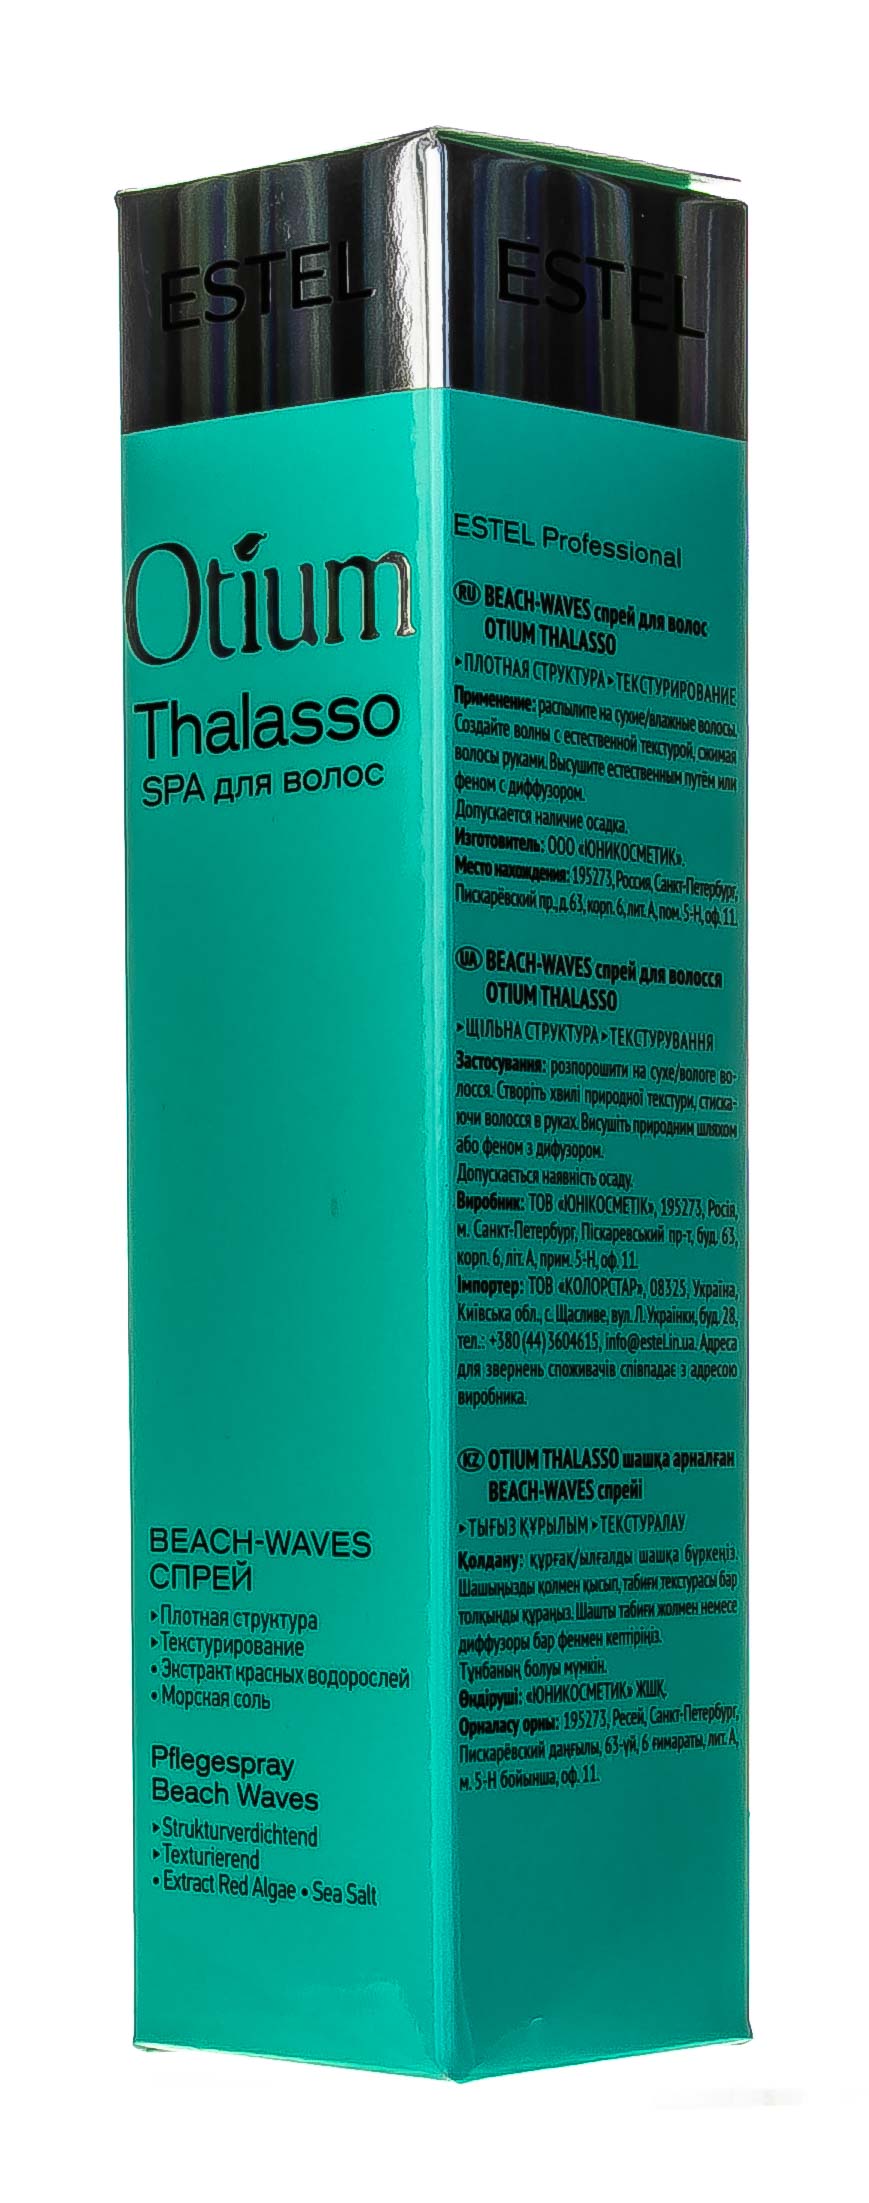 ESTEL
Otium
Thalasso
SPA для волос
BEACH-WAVES
СПРЕЙ
▸Плотная структура
▸Текстурирование
• Экстракт красных водорослей
• Морская соль
Pflegespray
Beach Waves
▸Strukturverdichtend
▸Texturierend
• Extract Red Algae • Sea Salt
ESTEL
ESTEL Professional
RU BEACH-WAVES спрей для волос
OTIUM THALASSO
▸ПЛОТНАЯ СТРУКТУРА▸ТЕКСТУРИРОВАНИЕ
Применение: распылите на сухие/влажные волосы.
Создайте волны с естественной текстурой, сжимая
волосы руками. Высушите естественным путём или
феном с диффузором.
Допускается наличие осадка.
Изготовитель: ООО «ЮНИКОСМЕТИК».
Место нахождения: 195273, Россия, Санкт-Петербург,
Пискарёвский пр., д. 63, корп. 6, лит. А, пом. 5-Н, оф. 11.
UA BEACH-WAVES спрей для волосся
OTIUM THALASSO
▸ЩІЛЬНА СТРУКТУРА▸ТЕКСТУРУВАННЯ
Застосування: розпорошити на сухе/вологе во-
лосся. Створіть хвилі природної текстури, стиска-
ючи волосся в руках. Висушіть природним шляхом
або феном з дифузором.
Допускається наявність осаду.
Виробник: ТОВ «ЮНІКОСМЕТІК», 195273, Росія,
м. Санкт-Петербург, Піскаревський пр-т, буд. 63,
корп. 6, літ. А, прим. 5-Н, оф. 11.
Імпортер: ТОВ «КОЛОРСТАР», 08325, Україна,
Київська обл., с. Щасливе, вул. Л. Українки, буд. 28,
тел.: +380 (44) 3604615, info@estel.in.ua. Адреса
для звернень споживачів співпадає з адресою
виробника.
KZ OTIUM THALASSO шашқа арналған
BEACH-WAVES спрейі
▸ТЫҒЫЗ ҚҰРЫЛЫМ▸ТЕКСТУРАЛАУ
Қолдану: құрғақ/ылғалды шашқа бүркеңіз.
Шашыңызды қолмен қысып, табиғи текстурасы бар
толқынды құраңыз. Шашты табиғи жолмен немесе
диффузоры бар фенмен кептіріңіз.
Тұнбаның болуы мүмкін.
Өндіруші: «ЮНИКОСМЕТИК» ЖШҚ.
Орналасу орны: 195273, Ресей, Санкт-Петербург,
Пискарёвский даңғылы, 63-үй, 6 ғимараты, лит. А,
м. 5-Н бойынша, оф. 11.